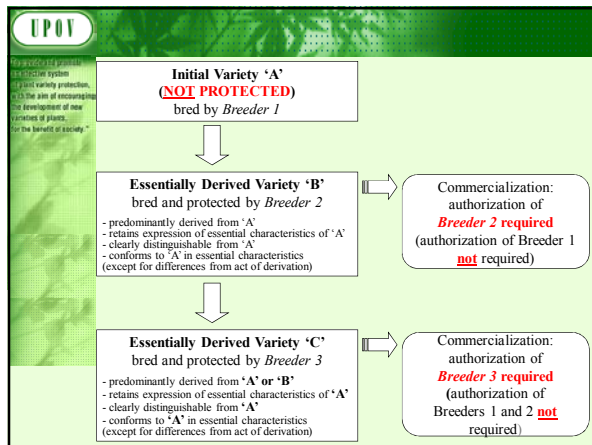 UPOV
"To provide and promote
an effective system
of plant variety protection,
with the aim of encouraging
the development of new
varieties of plants,
for the benefit of society."
Initial Variety ‘A’
(NOT PROTECTED)
bred by Breeder 1
Essentially Derived Variety ‘B’
bred and protected by Breeder 2
- predominantly derived from ‘A’
- retains expression of essential characteristics of ‘A’
- clearly distinguishable from ‘A’
- conforms to ‘A’ in essential characteristics
(except for differences from act of derivation)
Commercialization:
authorization of
Breeder 2 required
(authorization of Breeder 1
not required)
Essentially Derived Variety ‘C’
bred and protected by Breeder 3
- predominantly derived from ‘A’ or ‘B’
- retains expression of essential characteristics of ‘A’
- clearly distinguishable from ‘A’
- conforms to ‘A’ in essential characteristics
(except for differences from act of derivation)
Commercialization:
authorization of
Breeder 3 required
(authorization of
Breeders 1 and 2 not
required)